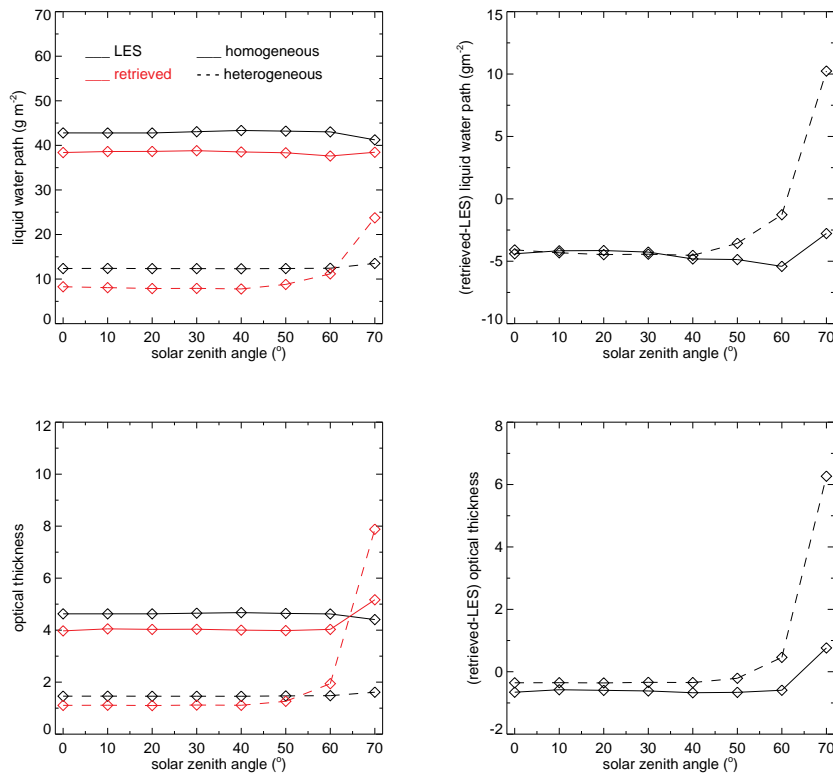 70
60
50
40
30
20
10
0
liquid water path (g m-2)
LES
homogeneous
retrieved
heterogeneous
0 10 20 30 40 50 60 70
solar zenith angle (o)
15
10
5
0
-5
-10
(retrieved-LES) liquid water path (gm-2)
0 10 20 30 40 50 60 70
solar zenith angle (o)
12
10
8
6
4
2
0
optical thickness
0 10 20 30 40 50 60 70
solar zenith angle (o)
8
6
4
2
0
-2
(retrieved-LES) optical thickness
0 10 20 30 40 50 60 70
solar zenith angle (o)